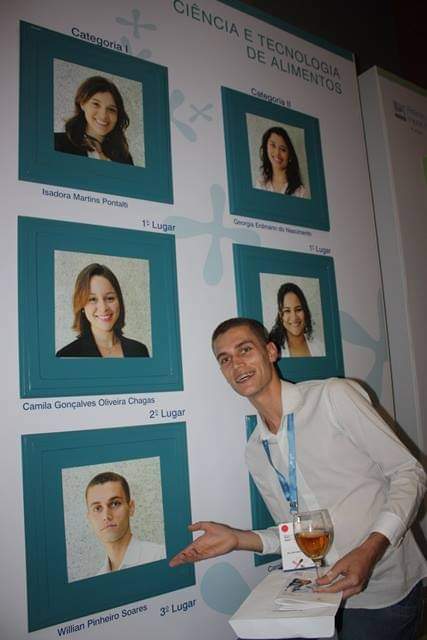 CIÊNCIA E TECNOLOGIA
DE ALIMENTOS
Categoria I
Isadora Martins Pontalti
1º Lugar
Camila Gonçalves Oliveira Chagas
2º Lugar
Willian Pinheiro Soares
3º Lugar
Categoria II
Georgia Erdmann do Nascimento
1º Lugar